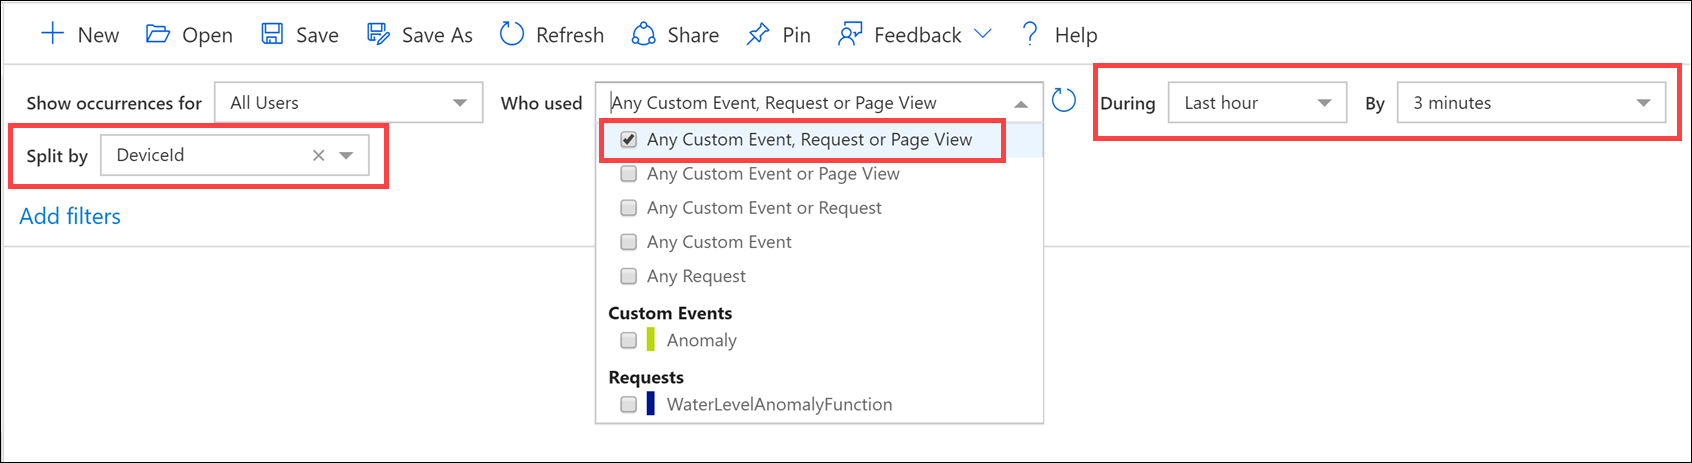 New Open Save Save As Refresh Share Pin Feedback Help
Show occurrences for All Users Who used Any Custom Event, Request or Page View During Last hour By 3 minutes
Any Custom Event, Request or Page View
Split by DeviceId
Any Custom Event or Page View
Any Custom Event or Request
Add filters
Any Custom Event
Any Request
Custom Events
Anomaly
Requests
WaterLevelAnomalyFunction